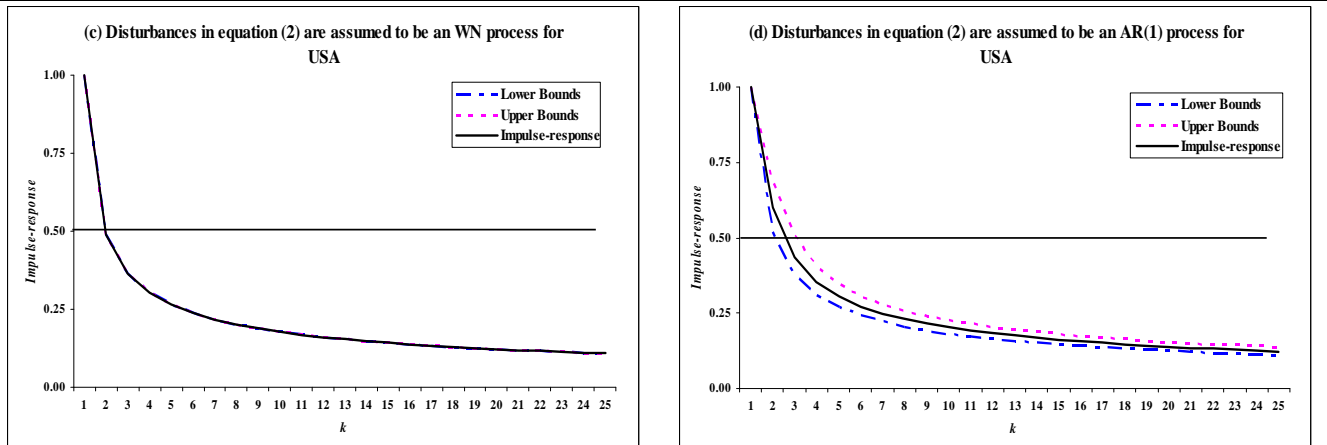 (c) Disturbances in equation (2) are assumed to be an WN process for
USA
1.00
0.75
0.50
0.25
0.00
Impulse-response
Lower Bounds
Upper Bounds
Impulse-response
1 2 3 4 5 6 7 8 9 10 11 12 13 14 15 16 17 18 19 20 21 22 23 24 25
k
(d) Disturbances in equation (2) are assumed to be an AR(1) process for
USA
1.00
0.75
0.50
0.25
0.00
Impulse-response
Lower Bounds
Upper Bounds
Impulse-response
1 2 3 4 5 6 7 8 9 10 11 12 13 14 15 16 17 18 19 20 21 22 23 24 25
k